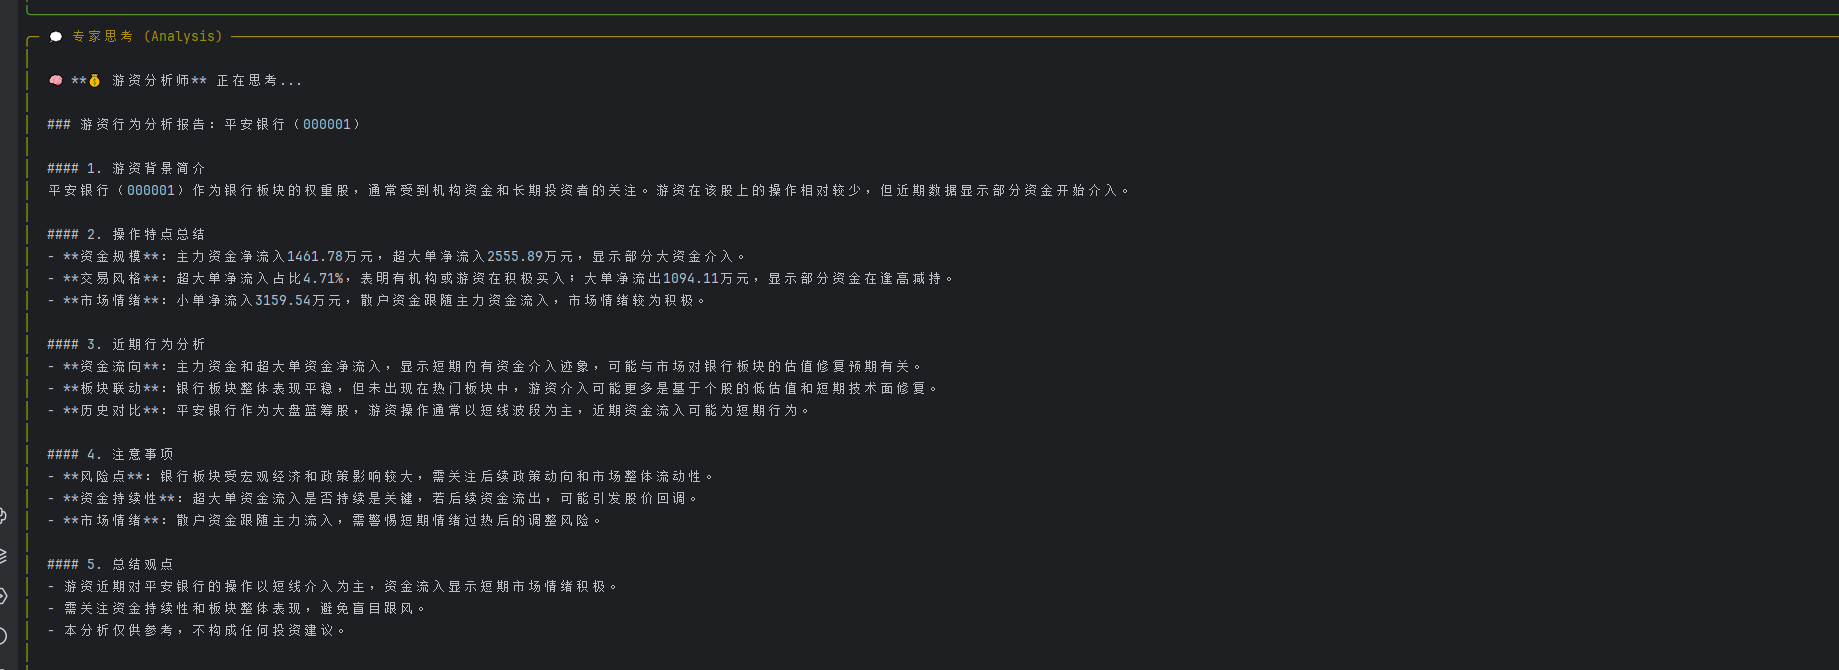 专家思考 (Analysis)
**💰 游资分析师** 正在思考...
### 游资行为分析报告: 平安银行（000001）
#### 1. 游资背景简介
平安银行（000001）作为银行板块的权重股，通常受到机构资金和长期投资者的关注。游资在该股上的操作相对较少，但近期数据显示部分资金开始介入。
#### 2. 操作特点总结
- **资金规模**: 主力资金净流入1461.78万元，超大单净流入2555.89万元，显示部分大资金介入。
- **交易风格**: 超大单净流入占比4.71%，表明有机构或游资在积极买入；大单净流出1094.11万元，显示部分资金在逢高减持。
- **市场情绪**: 小单净流入3159.54万元，散户资金跟随主力资金流入，市场情绪较为积极。
#### 3. 近期行为分析
- **资金流向**: 主力资金和超大单资金净流入，显示短期内有资金介入迹象，可能与市场对银行板块的估值修复预期有关。
- **板块联动**: 银行板块整体表现平稳，但未出现在热门板块中，游资介入可能更多是基于个股的低估值和短期技术面修复。
- **历史对比**: 平安银行作为大盘蓝筹股，游资操作通常以短线波段为主，近期资金流入可能为短期行为。
#### 4. 注意事项
- **风险点**: 银行板块受宏观经济和政策影响较大，需关注后续政策动向和市场整体流动性。
- **资金持续性**: 超大单资金流入是否持续是关键，若后续资金流出，可能引发股价回调。
- **市场情绪**: 散户资金跟随主力流入，需警惕短期情绪过热后的调整风险。
#### 5. 总结观点
- 游资近期对平安银行的操作以短线介入为主，资金流入显示短期市场情绪积极。
- 需关注资金持续性和板块整体表现，避免盲目跟风。
- 本分析仅供参考，不构成任何投资建议。